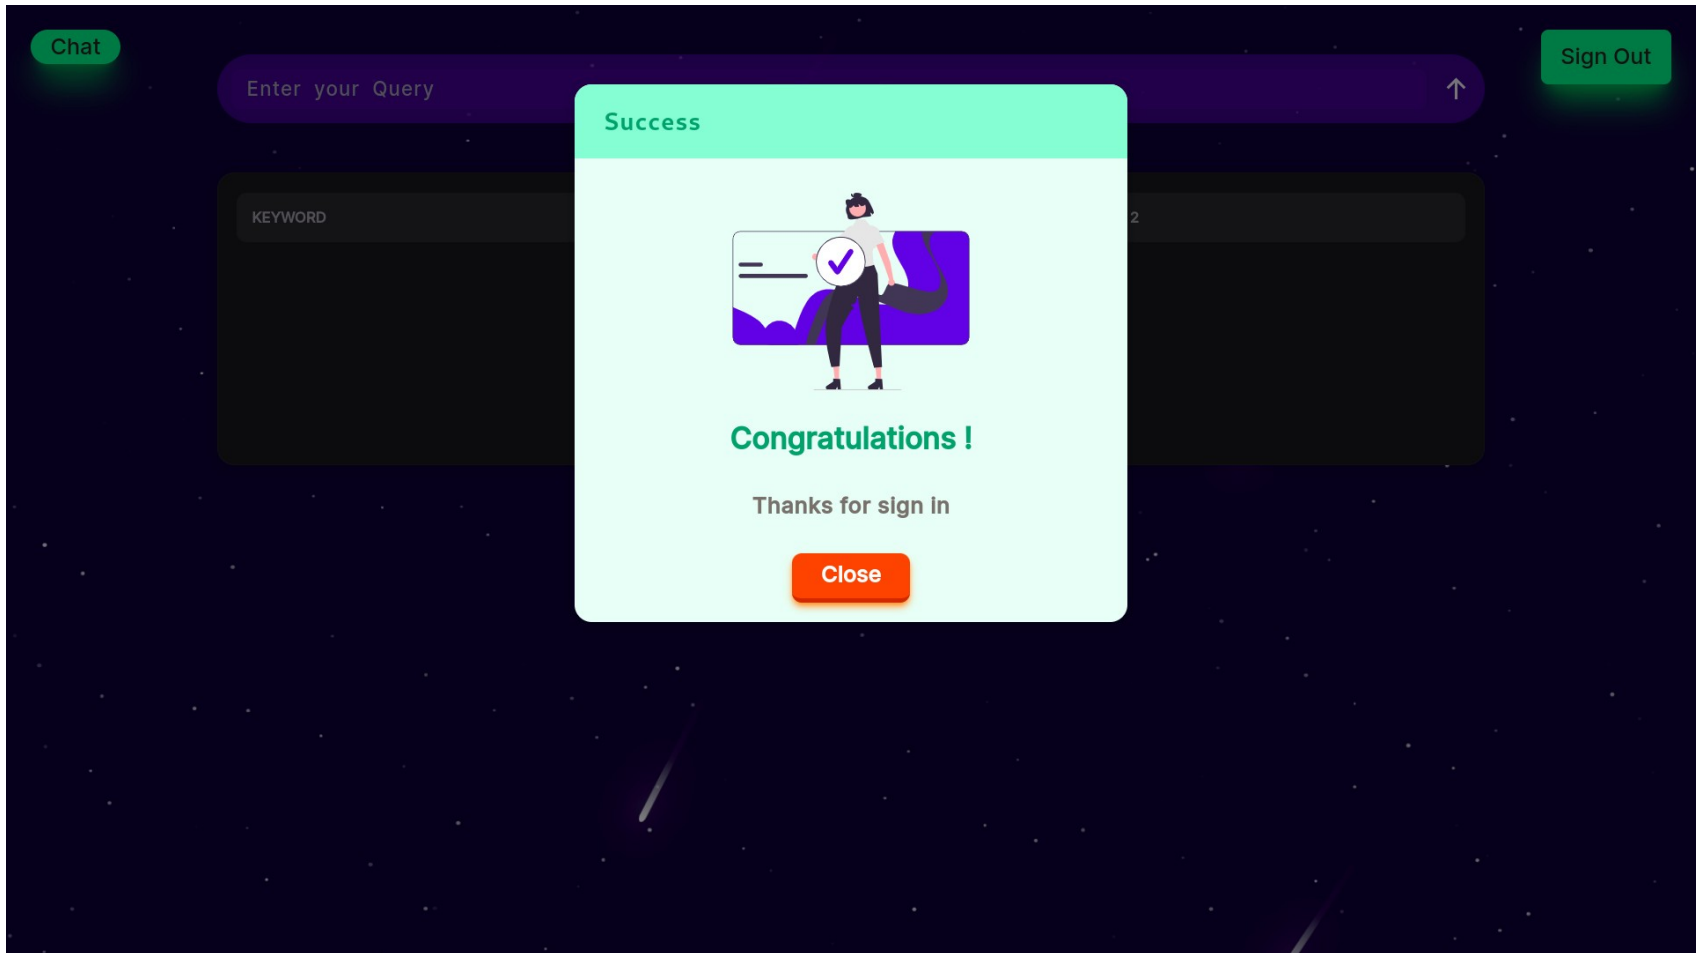 Chat
Sign Out
Enter your Query
Success
KEYWORD
2
Congratulations !
Thanks for sign in
Close